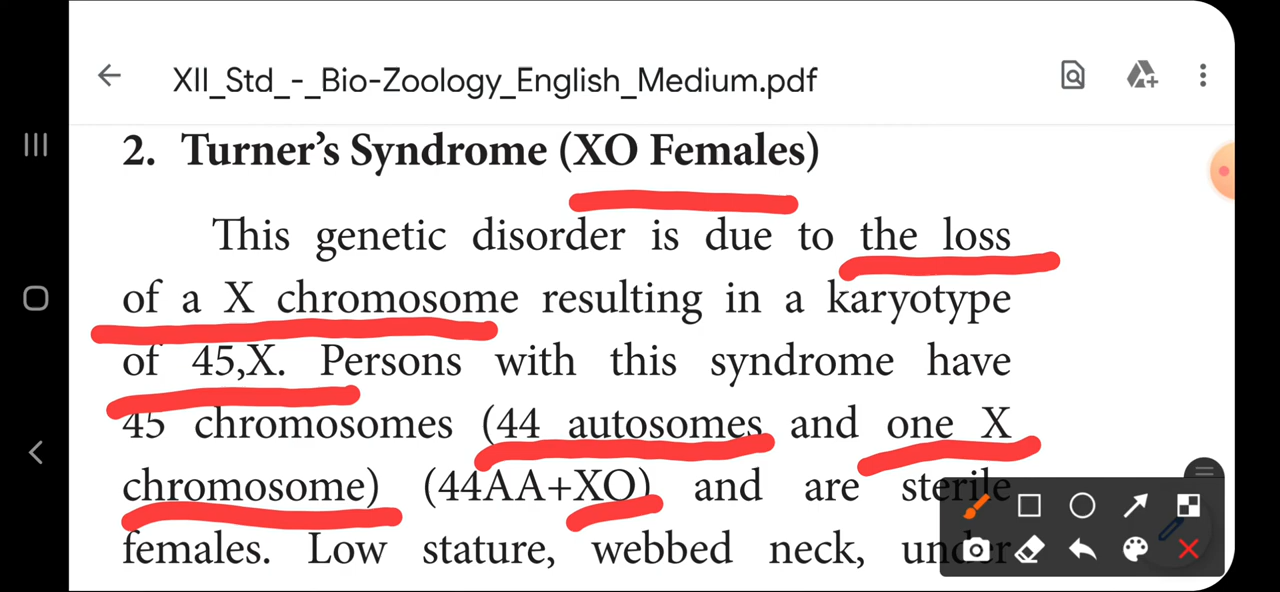 XII_Std_-_Bio-Zoology_English_Medium.pdf
2. Turner’s Syndrome (XO Females)
This genetic disorder is due to the loss
of a X chromosome resulting in a karyotype
of 45,X. Persons with this syndrome have
45 chromosomes (44 autosomes and one X
chromosome) (44AA+XO) and are sterile
females. Low stature, webbed neck, under